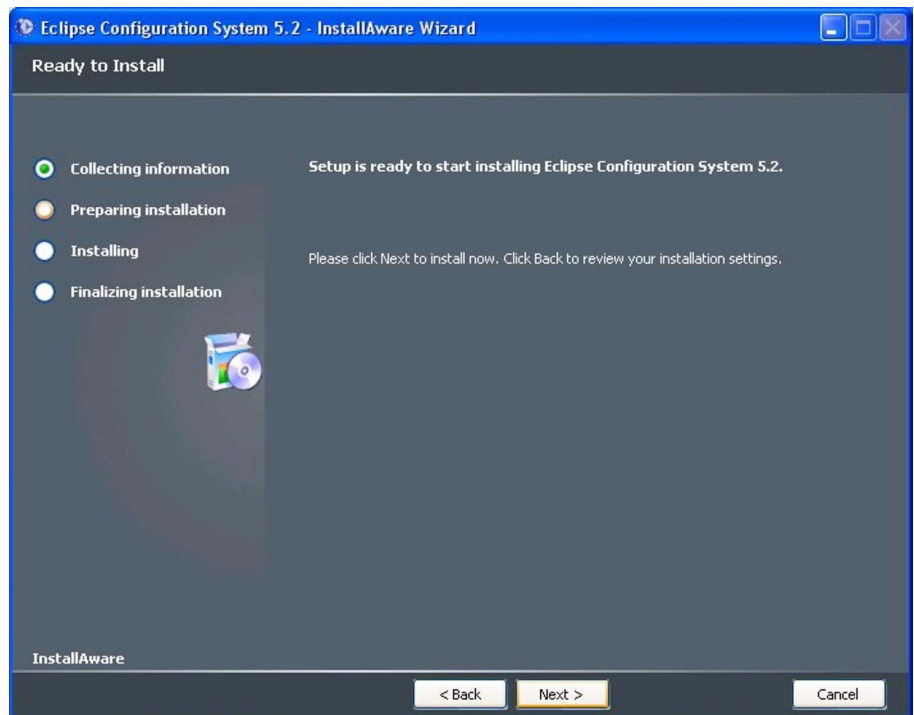 Eclipse Configuration System 5.2 - InstallAware Wizard
Ready to Install
Collecting information
Preparing installation
Installing
Finalizing installation
Setup is ready to start installing Eclipse Configuration System 5.2.
Please click Next to install now. Click Back to review your installation settings.
InstallAware
< Back
Next >
Cancel